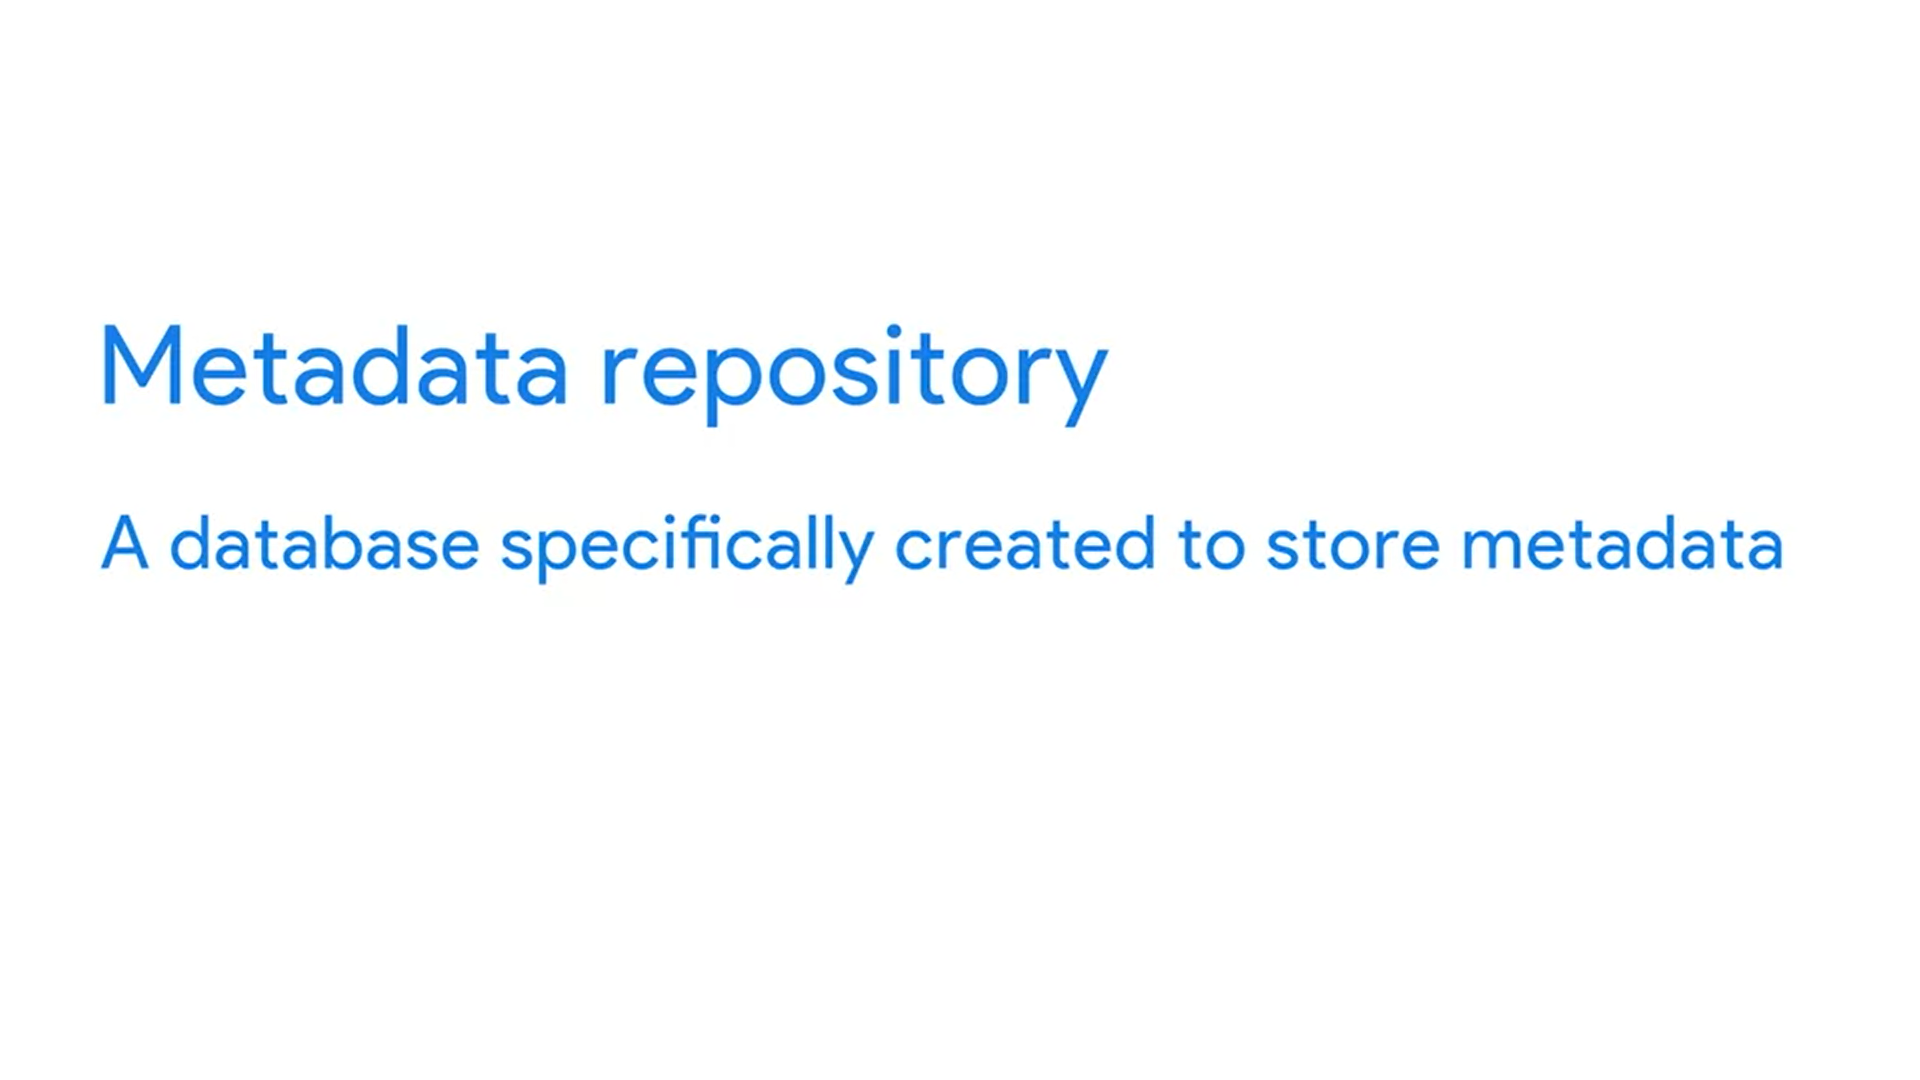 Metadata repository
A database specifically created to store metadata